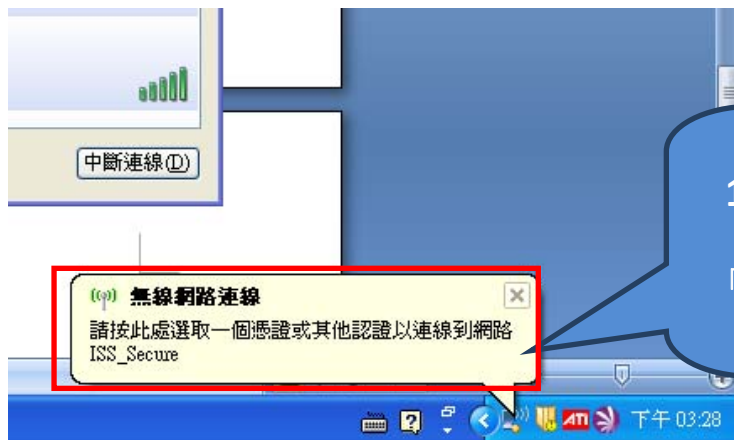 中斷連線(D)
無線網路連線
請按此處選取一個憑證或其他認證以連線到網路
ISS_Secure
ATI
下午 03:28